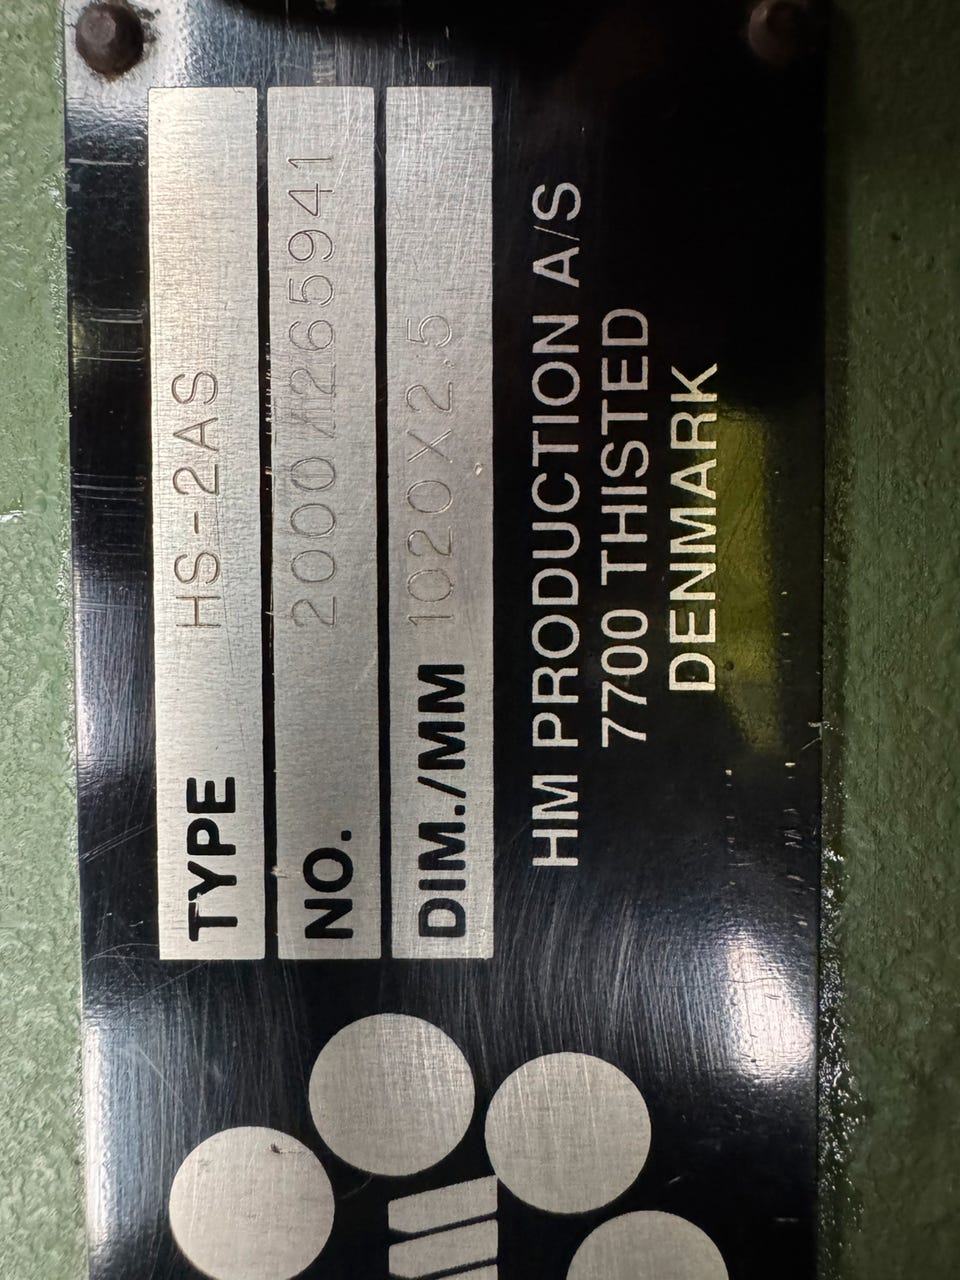 TYPE HS-2AS
NO. 2000/1265941
DIM./MM 1020X2.5
HM PRODUCTION A/S
7700 THISTED
DENMARK